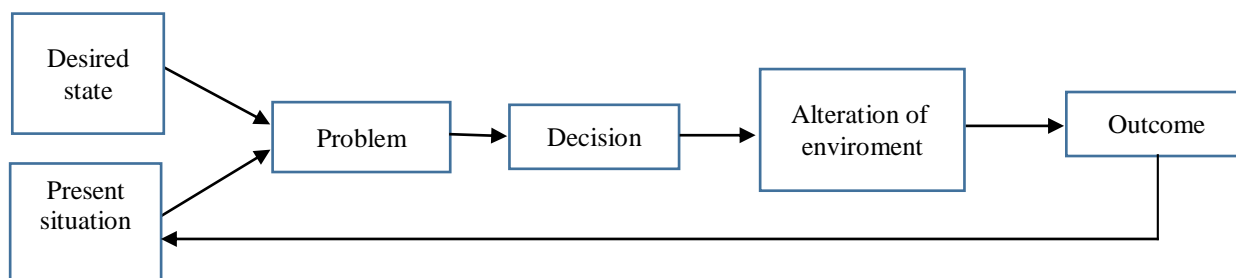 Desired
state
Problem
Decision
Alteration of
enviroment
Outcome
Present
situation